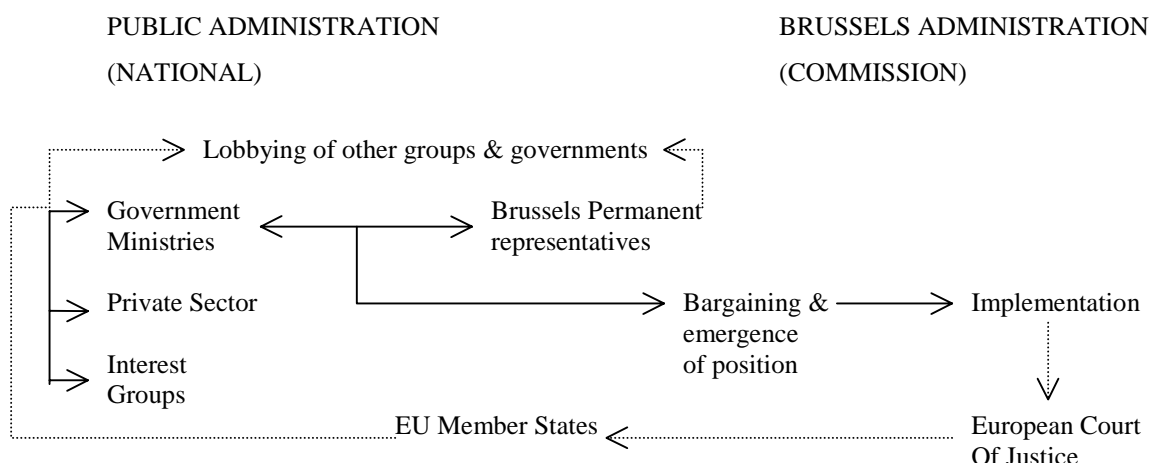 PUBLIC ADMINISTRATION
(NATIONAL)
BRUSSELS ADMINISTRATION
(COMMISSION)
Lobbying of other groups & governments
Government
Ministries
Brussels Permanent
representatives
Private Sector
Bargaining &
emergence
of position
Implementation
Interest
Groups
EU Member States
European Court
Of Justice